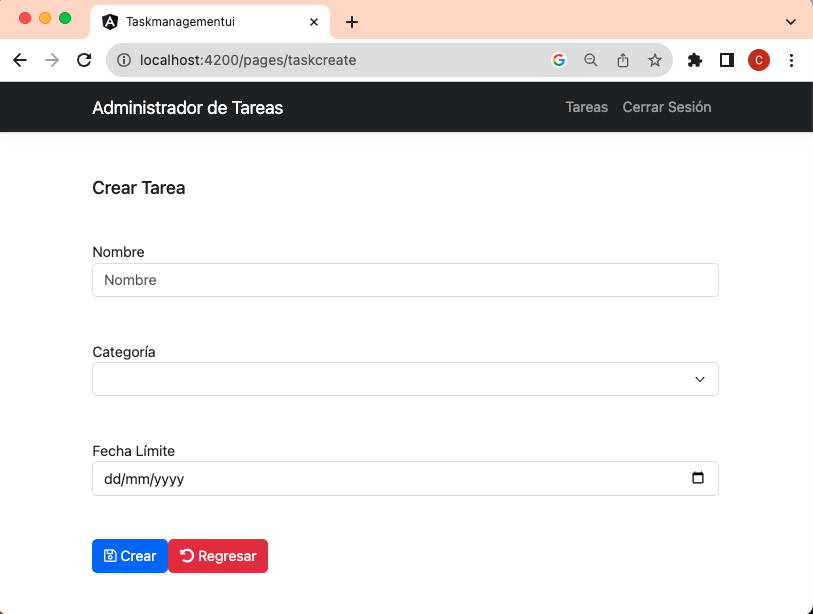 Taskmanagementui
localhost:4200/pages/taskcreate
C
Administrador de Tareas
Tareas Cerrar Sesión
Crear Tarea
Nombre
Nombre
Categoría
Fecha Límite
dd/mm/yyyy
Crear Regresar